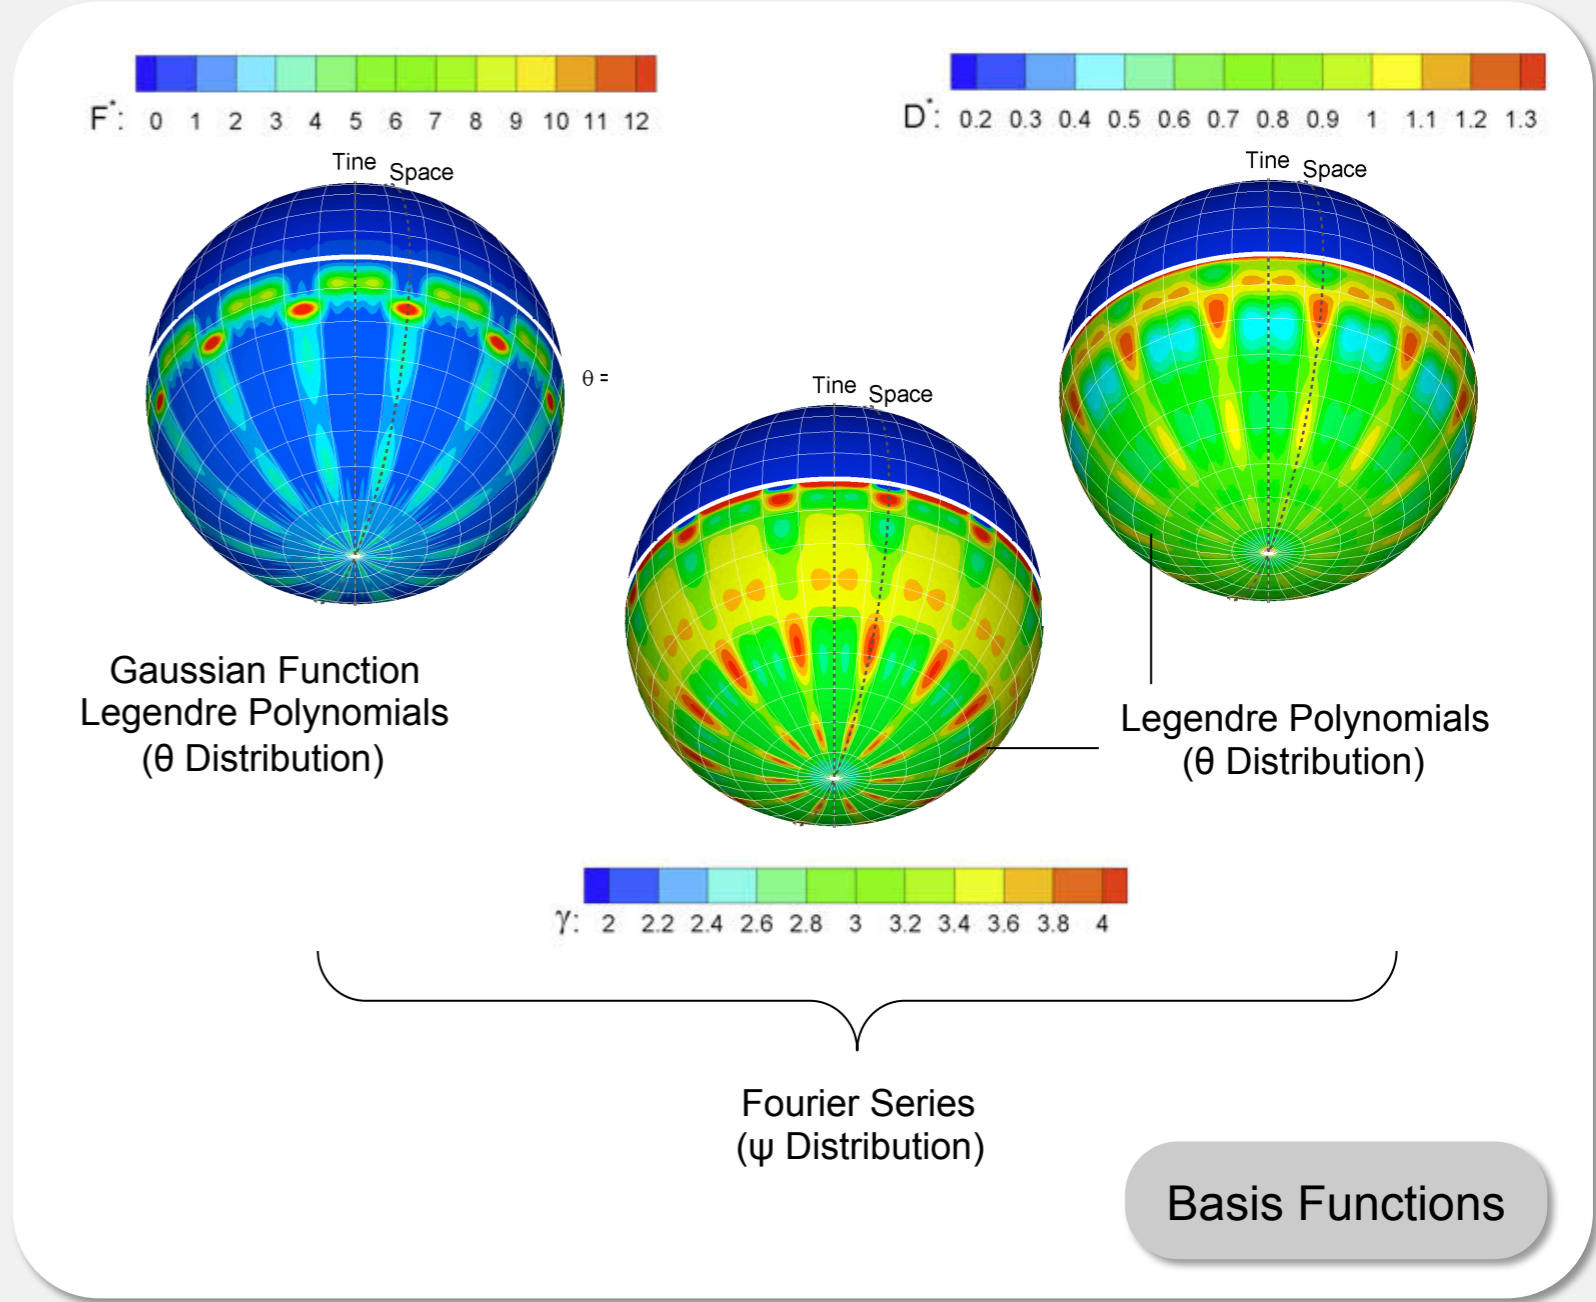 F*: 0 1 2 3 4 5 6 7 8 9 10 11 12
D*: 0.2 0.3 0.4 0.5 0.6 0.7 0.8 0.9 1 1.1 1.2 1.3
Tine Space
Tine Space
θ =
Tine Space
Gaussian Function
Legendre Polynomials
(θ Distribution)
Legendre Polynomials
(θ Distribution)
γ: 2 2.2 2.4 2.6 2.8 3 3.2 3.4 3.6 3.8 4
Fourier Series
(ψ Distribution)
Basis Functions